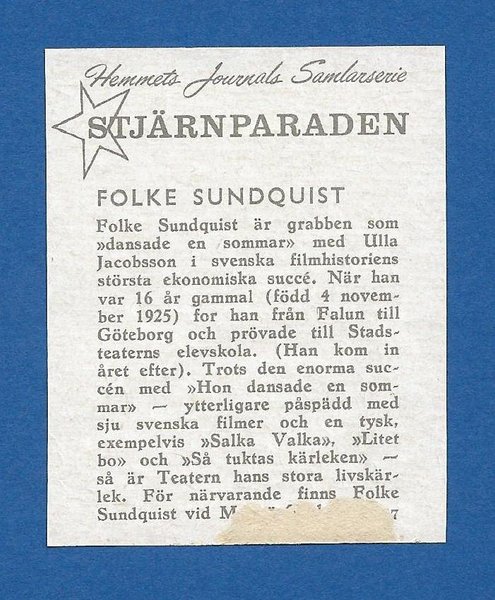 Hemmets Journals Samlarserie
STJÄRNPARADEN
FOLKE SUNDQUIST
Folke Sundquist är grabben som
»dansade en sommar» med Ulla
Jacobsson i svenska filmhistoriens
största ekonomiska succé. När han
var 16 år gammal (född 4 novem-
ber 1925) for han från Falun till
Göteborg och prövade till Stads-
teaterns elevskola. (Han kom in
året efter). Trots den enorma suc-
cén med »Hon dansade en som-
mar» — ytterligare påspädd med
sju svenska filmer och en tysk,
exempelvis »Salka Valka», »Litet
bo» och »Så tuktas kärleken» —
så är Teatern hans stora livskär-
lek. För närvarande finns Folke
Sundquist vid
7